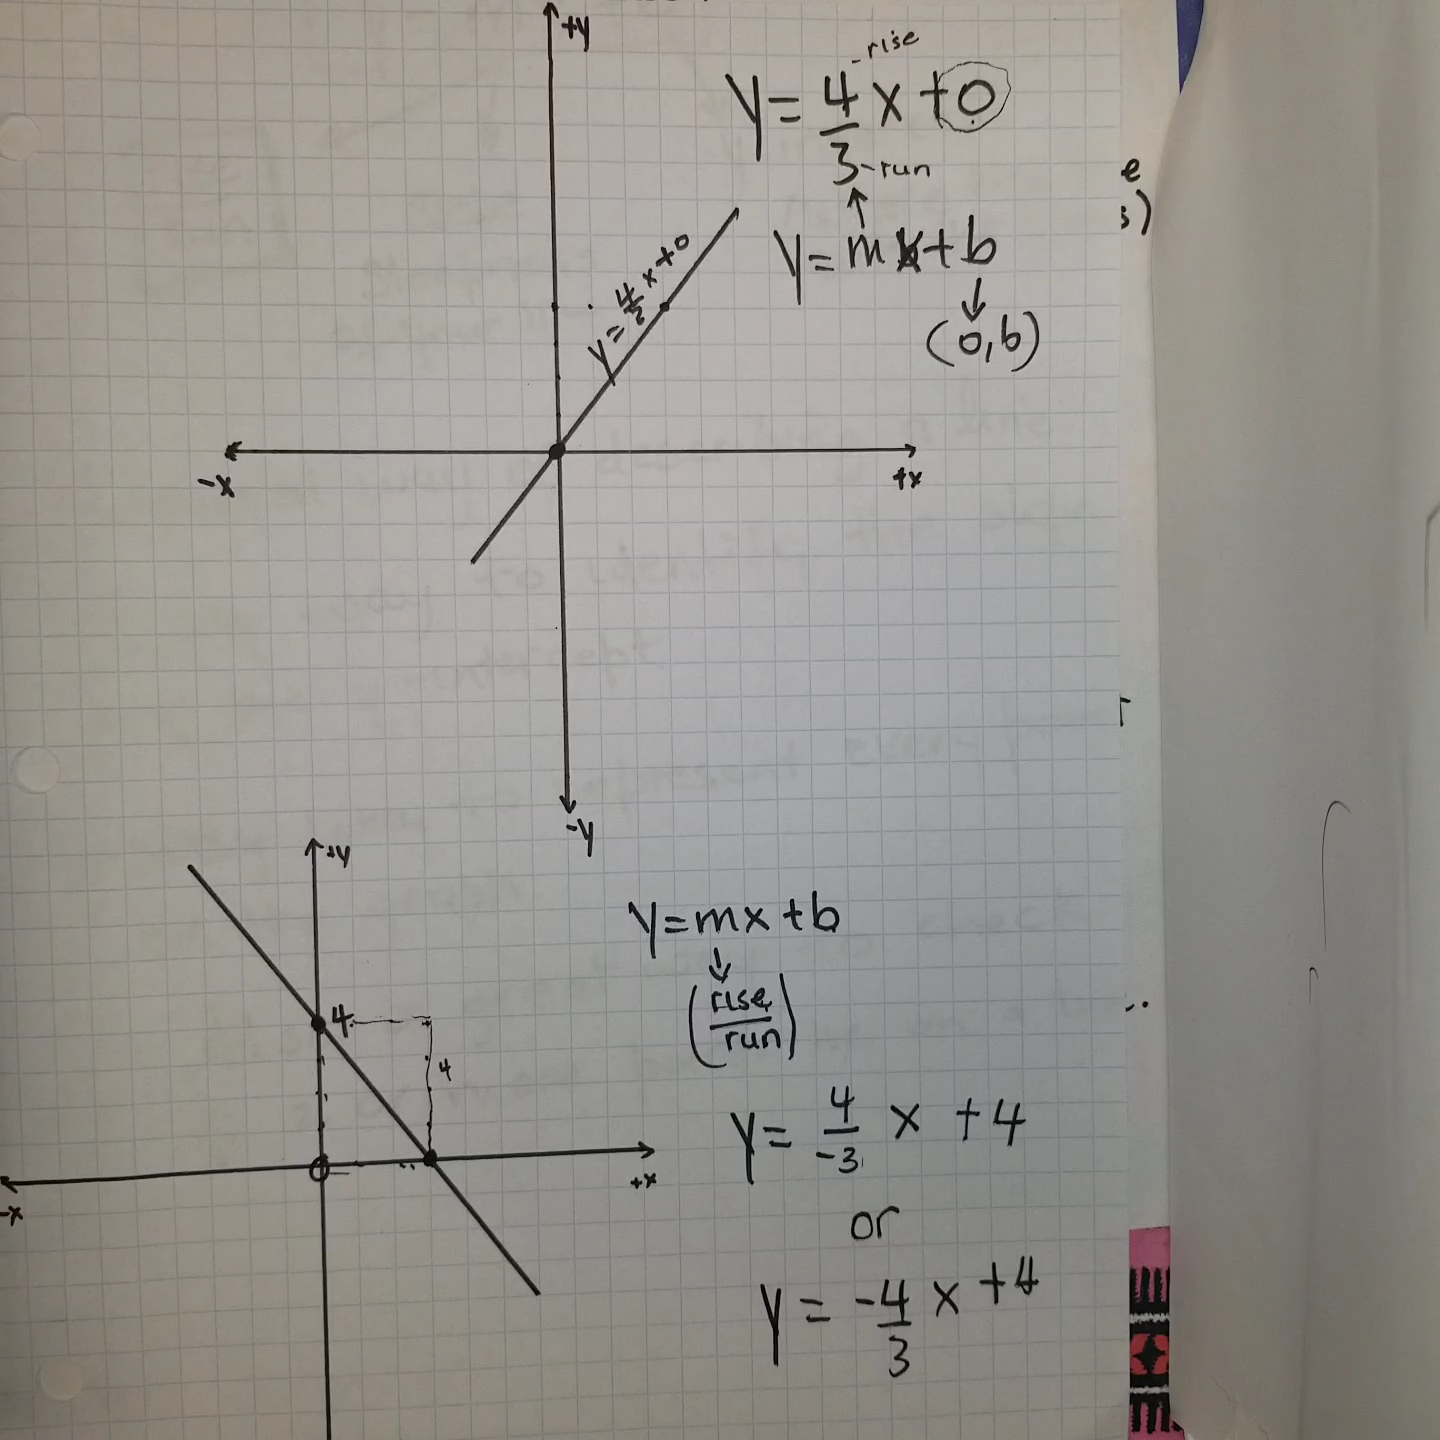 +y
-rise
y = 4/3 x + 0
-run
y = mx + b
(0,b)
y = 4/3 x + 0
-x
+x
-y
+y
y = mx + b
(rise/run)
4
4
y = 4/-3 x + 4
0
-x
+x
or
y = -4/3 x + 4